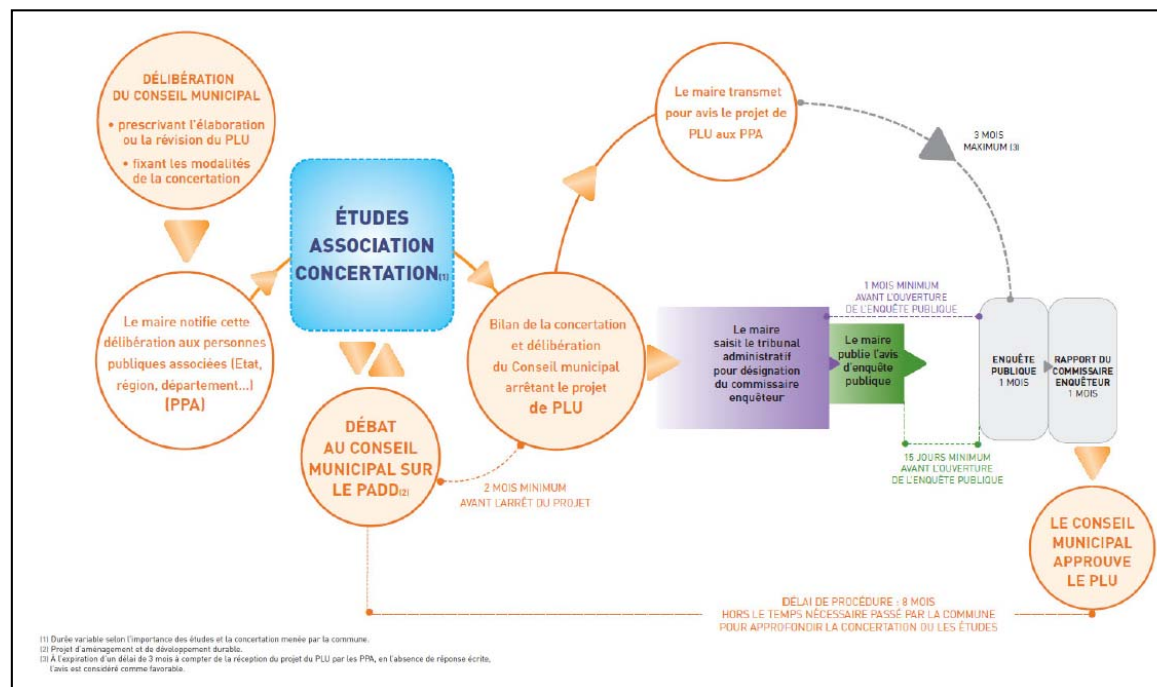 DÉLIBÉRATION
DU CONSEIL MUNICIPAL
• prescrivant l'élaboration
ou la révision du PLU
• fixant les modalités
de la concertation
Le maire notifie cette
délibération aux personnes
publiques associées (Etat,
région, département...)
(PPA)
ÉTUDES
ASSOCIATION
CONCERTATION(1)
DÉBAT
AU CONSEIL
MUNICIPAL SUR
LE PADD(2)
2 MOIS MINIMUM
AVANT L'ARRÊT DU PROJET
Bilan de la concertation
et délibération
du Conseil municipal
arrêtant le projet
de PLU
Le maire transmet
pour avis le projet de
PLU aux PPA
3 MOIS
MAXIMUM (3)
Le maire
saisit le tribunal
administratif
pour désignation
du commissaire
enquêteur
1 MOIS MINIMUM
AVANT L'OUVERTURE
DE L'ENQUÊTE PUBLIQUE
Le maire
publie l'avis
d'enquête
publique
15 JOURS MINIMUM
AVANT L'OUVERTURE
DE L'ENQUÊTE PUBLIQUE
ENQUÊTE
PUBLIQUE
1 MOIS
RAPPORT DU
COMMISSAIRE
ENQUÊTEUR
1 MOIS
LE CONSEIL
MUNICIPAL
APPROUVE
LE PLU
DÉLAI DE PROCÉDURE : 8 MOIS
HORS LE TEMPS NÉCESSAIRE PASSÉ PAR LA COMMUNE
POUR APPROFONDIR LA CONCERTATION OU LES ÉTUDES
(1) Durée variable selon l'importance des études et la concertation menée par la commune.
(2) Projet d'aménagement et de développement durable.
(3) À l'expiration d'un délai de 3 mois à compter de la réception du projet du PLU par les PPA, en l'absence de réponse écrite,
l'avis est considéré comme favorable.